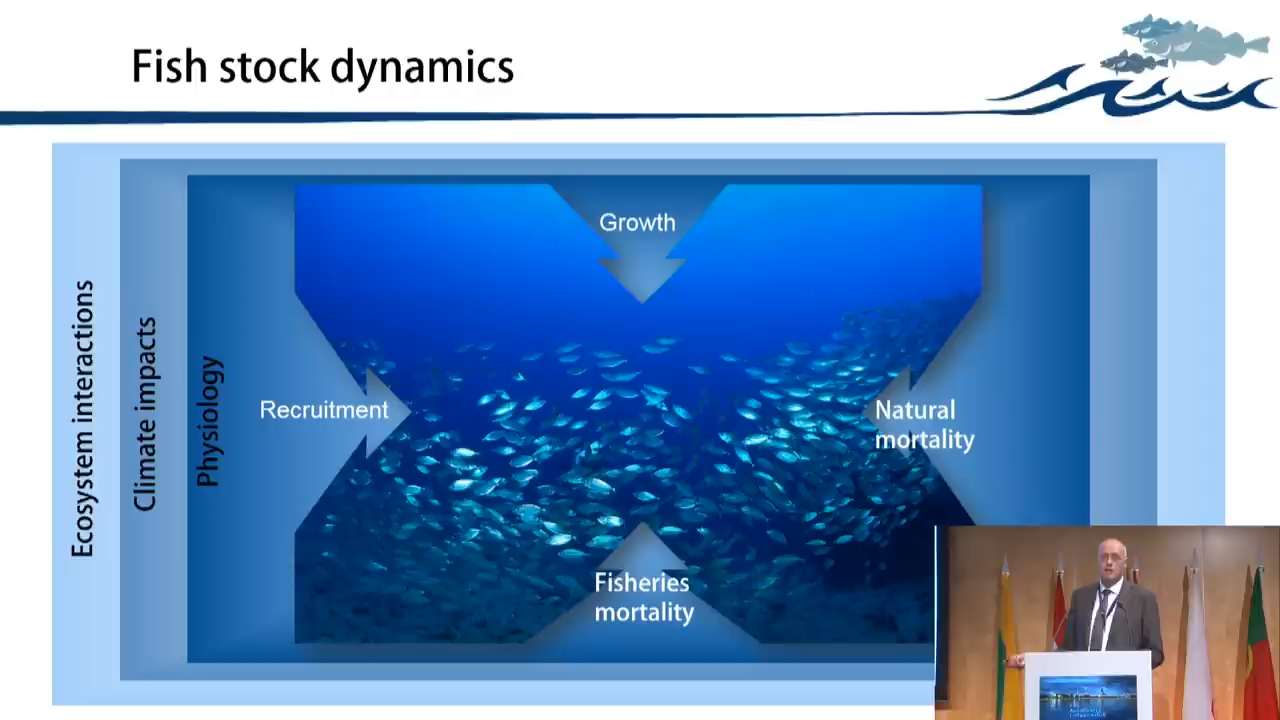 Fish stock dynamics
Growth
Ecosystem interactions
Climate impacts
Physiology
Recruitment
Natural
mortality
Fisheries
mortality